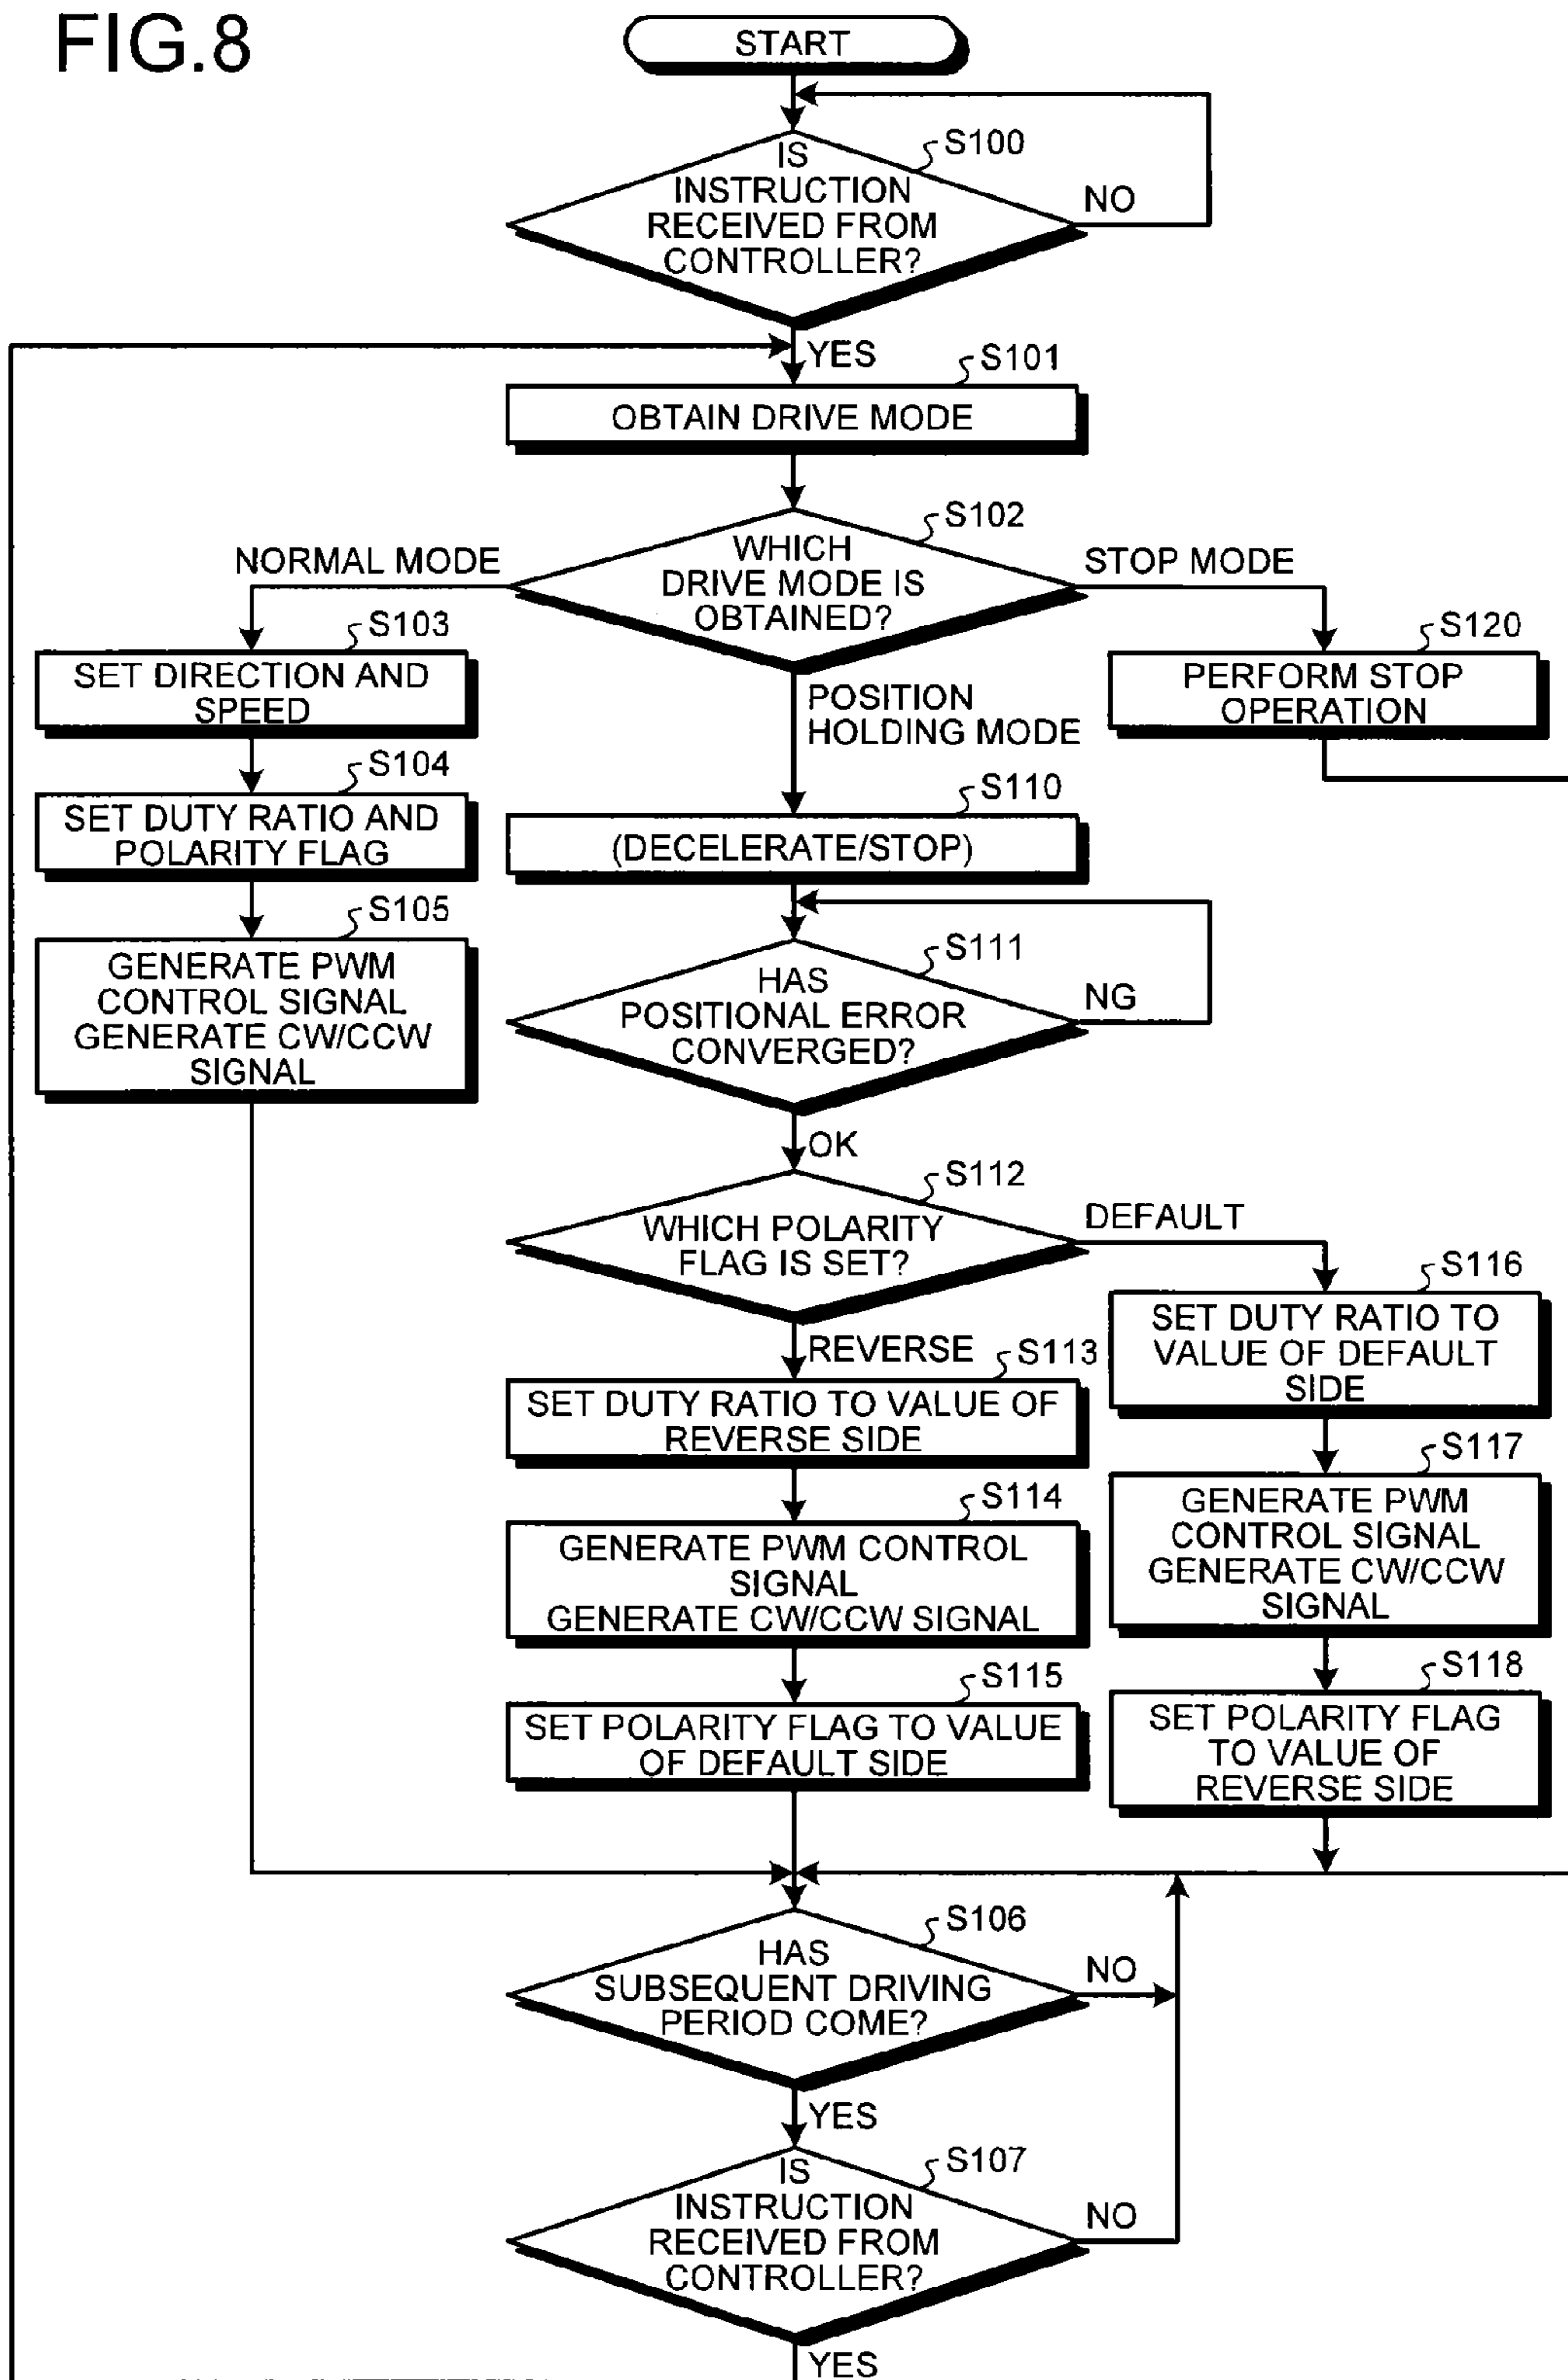 FIG.8
START
S100
IS
INSTRUCTION
RECEIVED FROM
CONTROLLER?
NO
YES
S101
OBTAIN DRIVE MODE
S102
WHICH
DRIVE MODE IS
OBTAINED?
NORMAL MODE
STOP MODE
POSITION
HOLDING MODE
S103
SET DIRECTION AND
SPEED
S104
SET DUTY RATIO AND
POLARITY FLAG
S105
GENERATE PWM
CONTROL SIGNAL
GENERATE CW/CCW
SIGNAL
S120
PERFORM STOP
OPERATION
S110
(DECELERATE/STOP)
S111
HAS
POSITIONAL ERROR
CONVERGED?
NG
OK
S112
WHICH POLARITY
FLAG IS SET?
DEFAULT
REVERSE
S113
SET DUTY RATIO TO VALUE OF
REVERSE SIDE
S114
GENERATE PWM CONTROL
SIGNAL
GENERATE CW/CCW SIGNAL
S115
SET POLARITY FLAG TO VALUE
OF DEFAULT SIDE
S116
SET DUTY RATIO TO
VALUE OF DEFAULT
SIDE
S117
GENERATE PWM
CONTROL SIGNAL
GENERATE CW/CCW
SIGNAL
S118
SET POLARITY FLAG
TO VALUE OF
REVERSE SIDE
S106
HAS
SUBSEQUENT DRIVING
PERIOD COME?
NO
YES
S107
IS
INSTRUCTION
RECEIVED FROM
CONTROLLER?
NO
YES